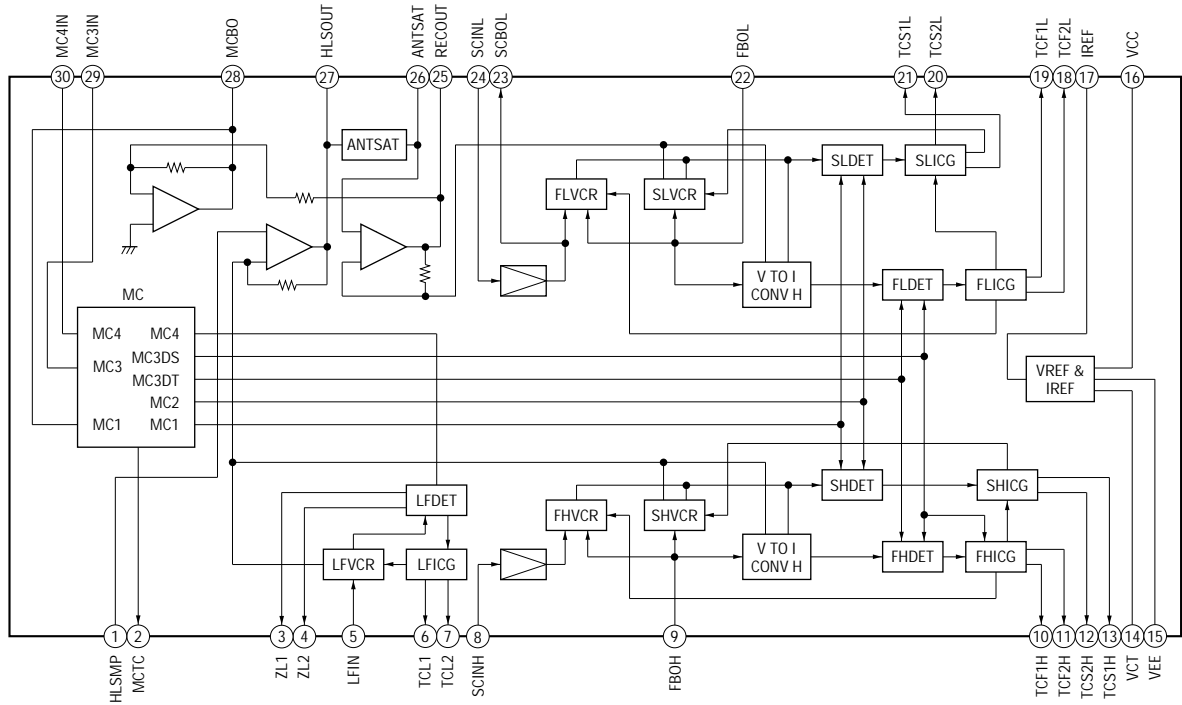 MC4IN
MC3IN
MCBO
HLSOUT
ANTSAT
RECOUT
SCINL
SCBOL
FBOL
TCS1L
TCS2L
TCF1L
TCF2L
IREF
VCC
30
29
28
27
26
25
24
23
22
21
20
19
18
17
16
ANTSAT
SLDET
SLICG
FLVCR
SLVCR
V TO I
CONV H
FLDET
FLICG
MC
MC4
MC4
MC3DS
MC3
MC3DT
MC2
MC1
MC1
VREF &
IREF
SHDET
SHICG
LFDET
FHVCR
SHVCR
V TO I
CONV H
FHDET
FHICG
LFVCR
LFICG
1
2
3
4
5
6
7
8
9
10
11
12
13
14
15
HLSMP
MCTC
ZL1
ZL2
LFIN
TCL1
TCL2
SCINH
FBOH
TCF1H
TCF2H
TCS2H
TCS1H
VCT
VEE